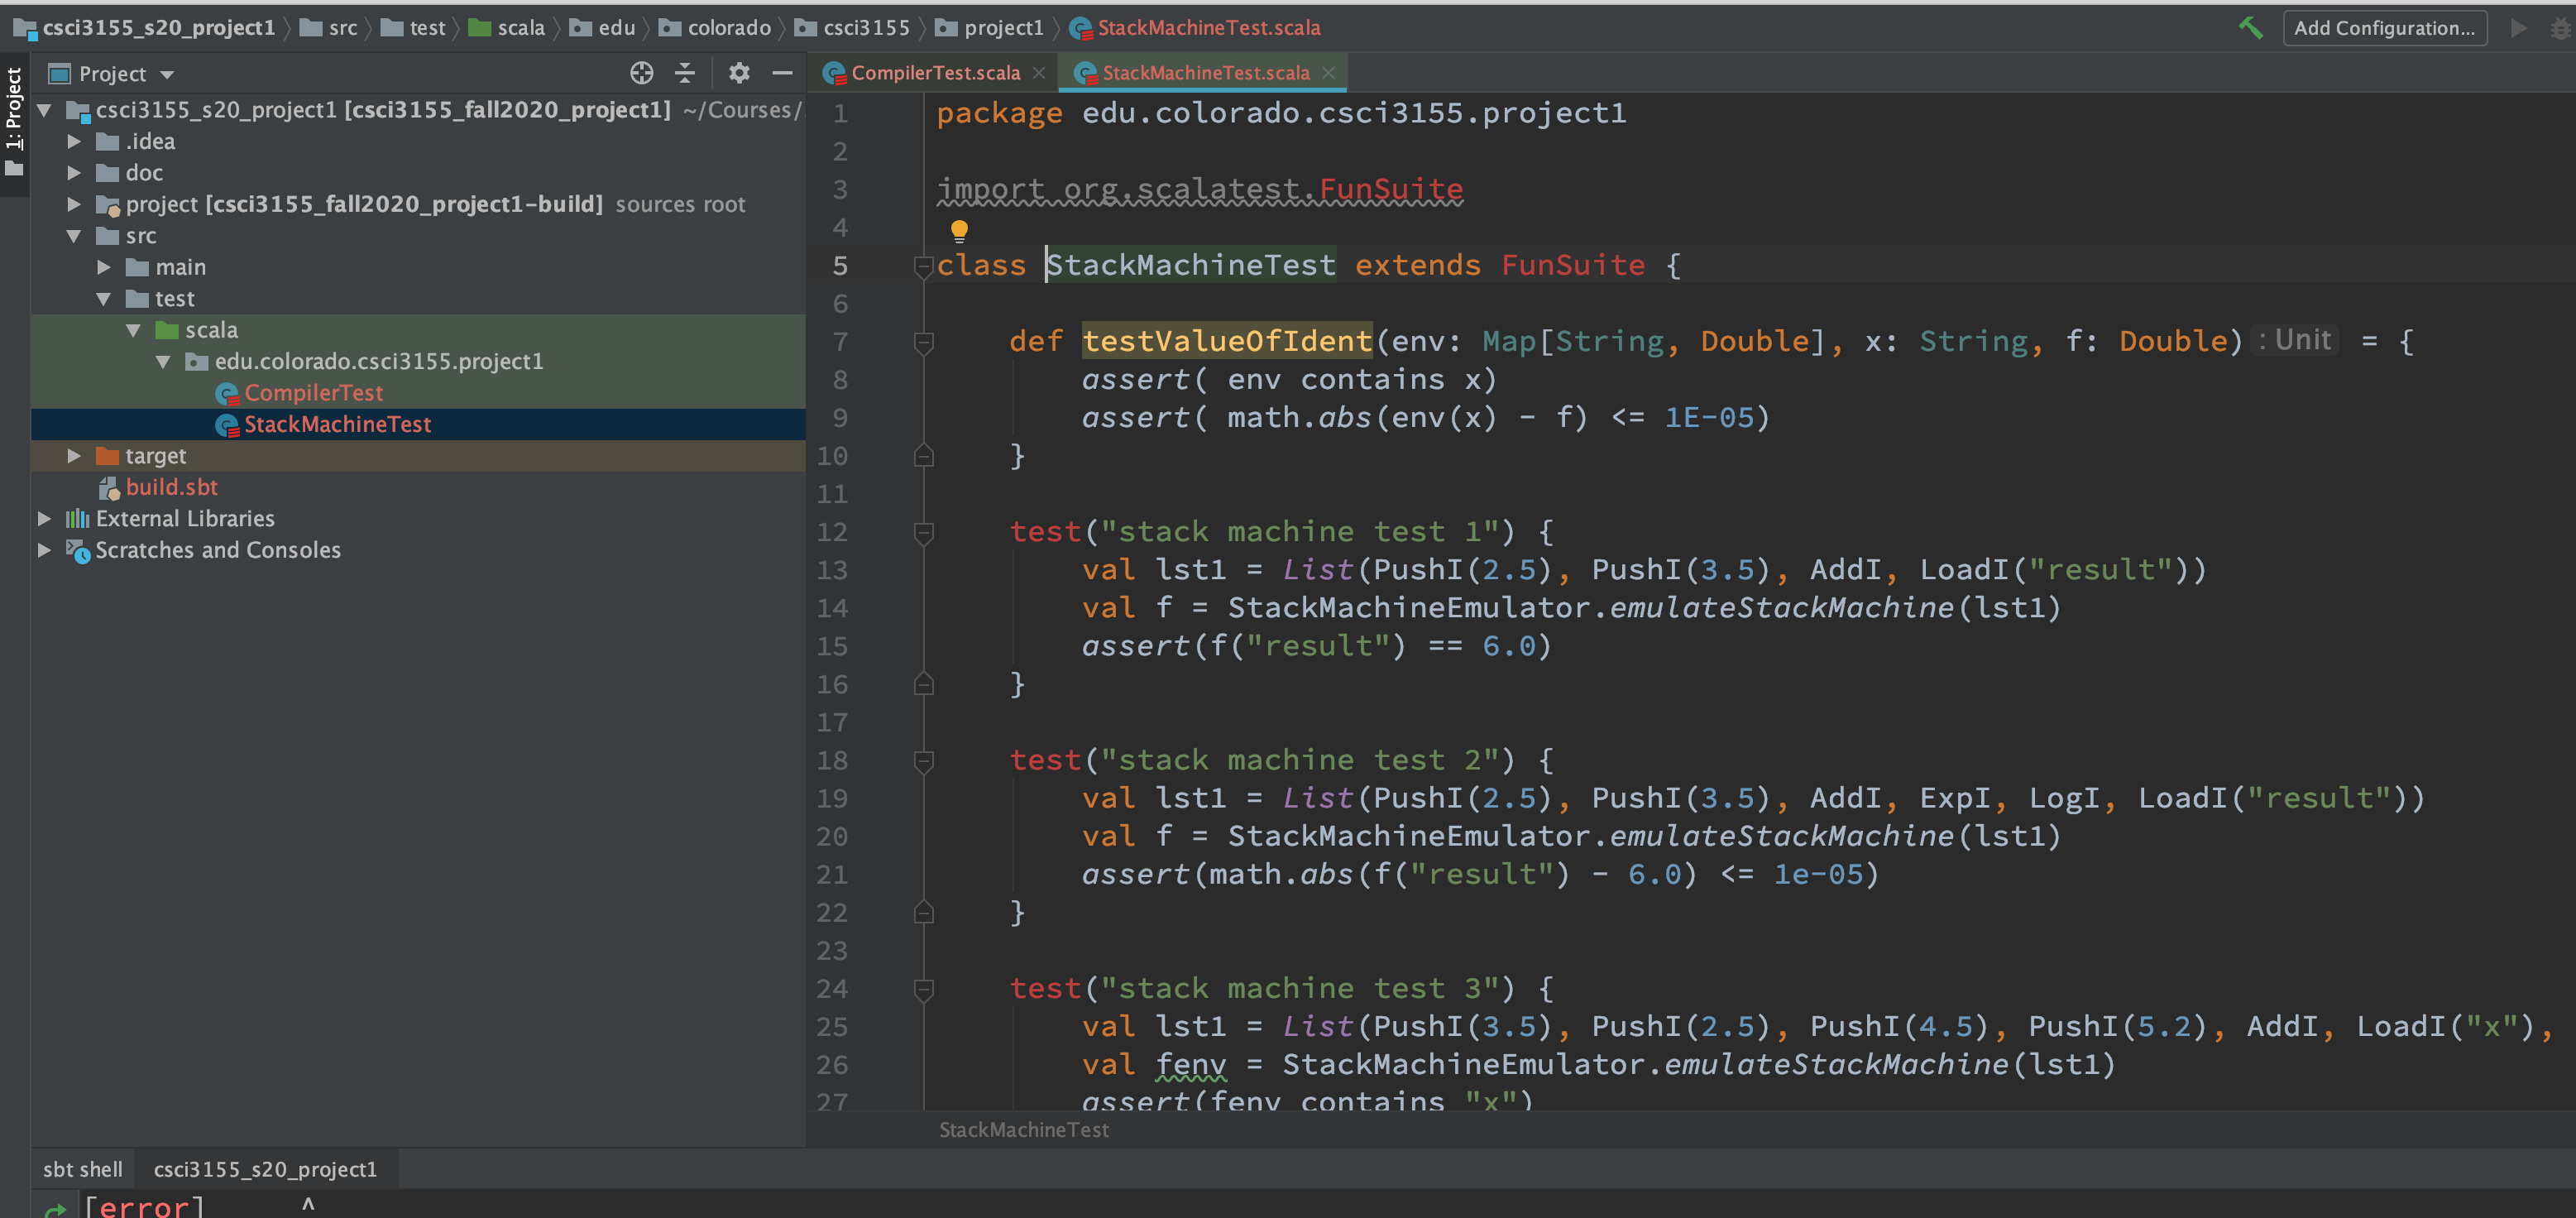 csci3155_s20_project1 src test scala edu colorado csci3155 project1 StackMachineTest.scala Add Configuration...
1: Project
Project
csci3155_s20_project1 [csci3155_fall2020_project1] ~/Courses/
.idea
doc
project [csci3155_fall2020_project1-build] sources root
src
main
test
scala
edu.colorado.csci3155.project1
CompilerTest
StackMachineTest
target
build.sbt
External Libraries
Scratches and Consoles
CompilerTest.scala StackMachineTest.scala
1 package edu.colorado.csci3155.project1
2
3 import org.scalatest.FunSuite
4
5 class StackMachineTest extends FunSuite {
6
7 def testValueOfIdent(env: Map[String, Double], x: String, f: Double) : Unit = {
8 assert( env contains x)
9 assert( math.abs(env(x) - f) <= 1E-05)
10 }
11
12 test("stack machine test 1") {
13 val lst1 = List(PushI(2.5), PushI(3.5), AddI, LoadI("result"))
14 val f = StackMachineEmulator.emulateStackMachine(lst1)
15 assert(f("result") == 6.0)
16 }
17
18 test("stack machine test 2") {
19 val lst1 = List(PushI(2.5), PushI(3.5), AddI, ExpI, LogI, LoadI("result"))
20 val f = StackMachineEmulator.emulateStackMachine(lst1)
21 assert(math.abs(f("result") - 6.0) <= 1e-05)
22 }
23
24 test("stack machine test 3") {
25 val lst1 = List(PushI(3.5), PushI(2.5), PushI(4.5), PushI(5.2), AddI, LoadI("x"),
26 val fenv = StackMachineEmulator.emulateStackMachine(lst1)
27 assert(fenv contains "x")
StackMachineTest
sbt shell csci3155_s20_project1
[error] ^